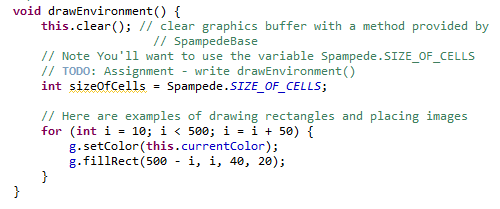 void drawEnvironment() {
this.clear(); // clear graphics buffer with a method provided by
// SpampedeBase
// Note You'll want to use the variable Spampede.SIZE_OF_CELLS
// TODO: Assignment - write drawEnvironment()
int sizeOfCells = Spampede.SIZE_OF_CELLS;
// Here are examples of drawing rectangles and placing images
for (int i = 10; i < 500; i = i + 50) {
g.setColor(this.currentColor);
g.fillRect(500 - i, i, 40, 20);
}
}